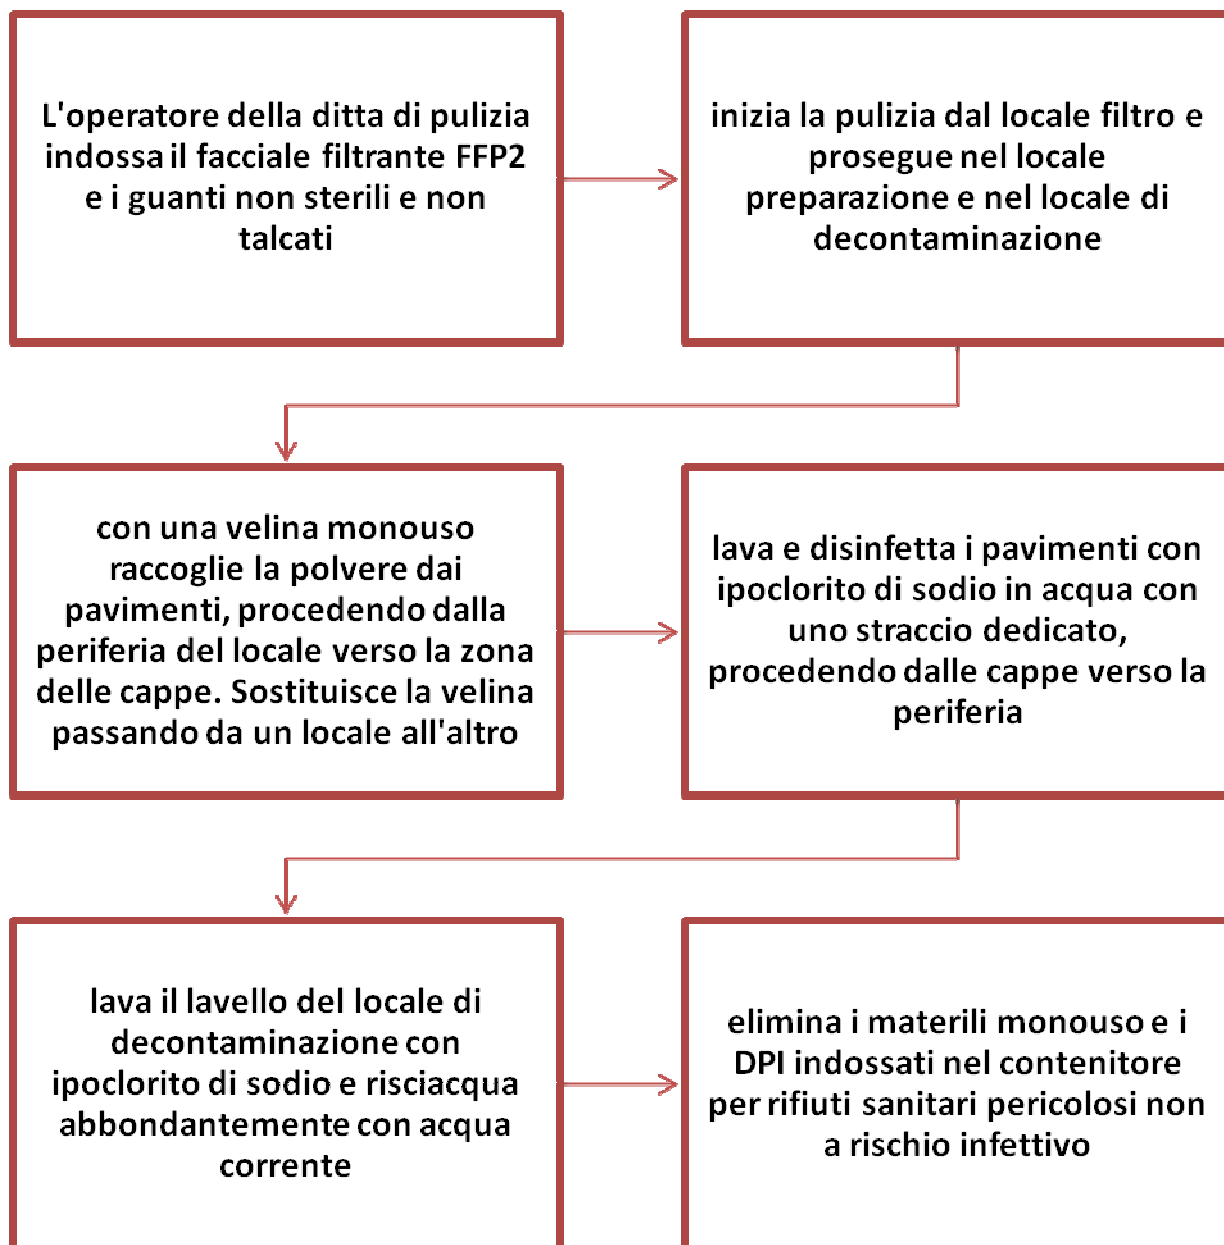 L'operatore della ditta di pulizia
indossa il facciale filtrante FFP2
e i guanti non sterili e non
talcati
inizia la pulizia dal locale filtro e
prosegue nel locale
preparazione e nel locale di
decontaminazione
con una velina monouso
raccoglie la polvere dai
pavimenti, procedendo dalla
periferia del locale verso la zona
delle cappe. Sostituisce la velina
passando da un locale all'altro
lava e disinfetta i pavimenti con
ipoclorito di sodio in acqua con
uno straccio dedicato,
procedendo dalle cappe verso la
periferia
lava il lavello del locale di
decontaminazione con
ipoclorito di sodio e risciacqua
abbondantemente con acqua
corrente
elimina i materili monouso e i
DPI indossati nel contenitore
per rifiuti sanitari pericolosi non
a rischio infettivo